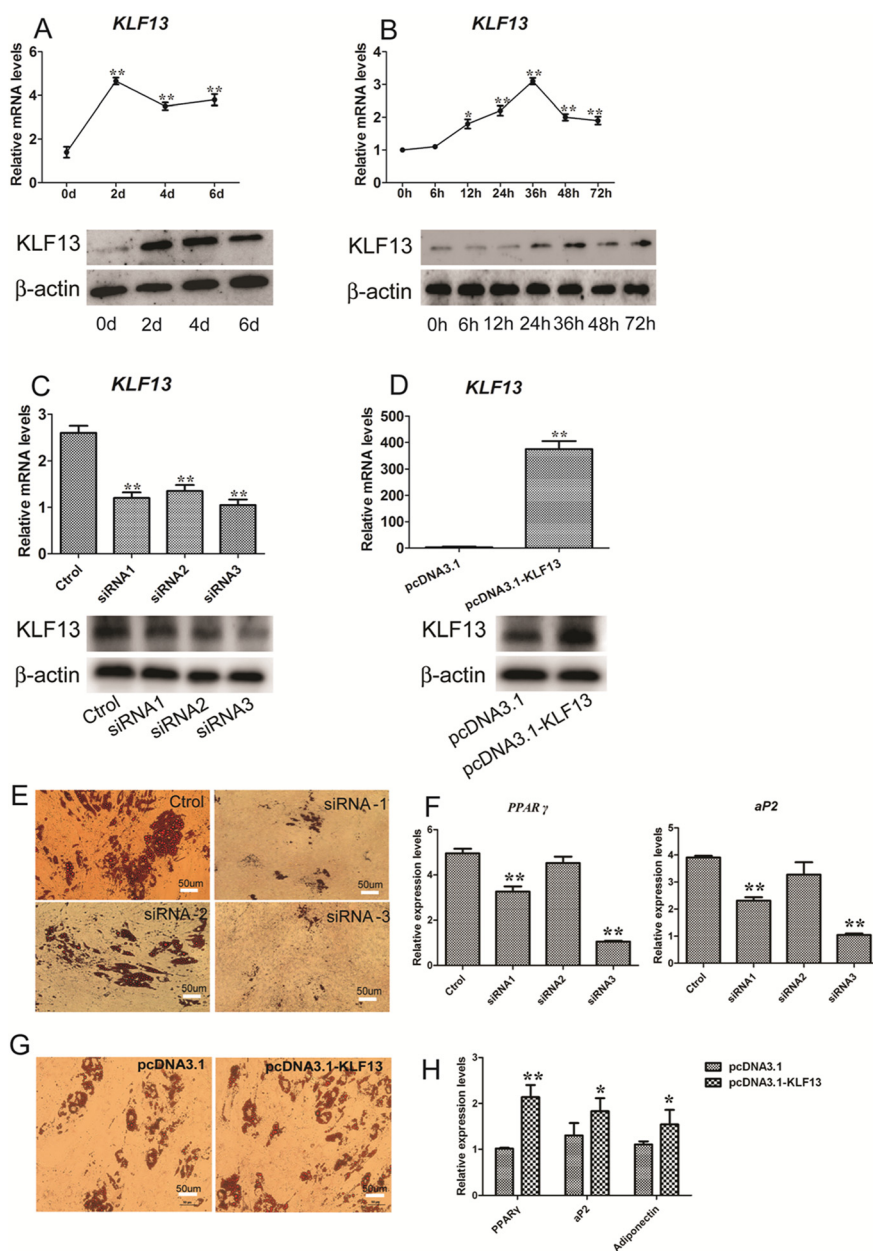 A
KLF13
Relative mRNA levels
6
4
2
0
**
**
**
0d
2d
4d
6d
KLF13
β-actin
0d 2d 4d 6d
B
KLF13
Relative mRNA levels
4
3
2
1
0
*
**
**
**
**
0h
6h
12h
24h
36h
48h
72h
KLF13
β-actin
0h 6h 12h 24h 36h 48h 72h
C
KLF13
Relative mRNA levels
3
2
1
0
**
**
**
Ctrol
siRNA1
siRNA2
siRNA3
KLF13
β-actin
Ctrol
siRNA1
siRNA2
siRNA3
D
KLF13
Relative mRNA levels
500
400
300
200
100
0
**
pcDNA3.1
pcDNA3.1-KLF13
KLF13
β-actin
pcDNA3.1
pcDNA3.1-KLF13
E
Ctrol
50um
siRNA-1
50um
siRNA-2
50um
siRNA-3
50um
F
PPARγ
Relative expression levels
6
4
2
0
**
**
Ctrol
siRNA1
siRNA2
siRNA3
aP2
Relative expression levels
5
4
3
2
1
0
**
**
Ctrol
siRNA1
siRNA2
siRNA3
G
pcDNA3.1
50um
pcDNA3.1-KLF13
50um
H
pcDNA3.1
pcDNA3.1-KLF13
Relative expression levels
3
2
1
0
**
*
*
PPARγ
aP2
Adiponectin